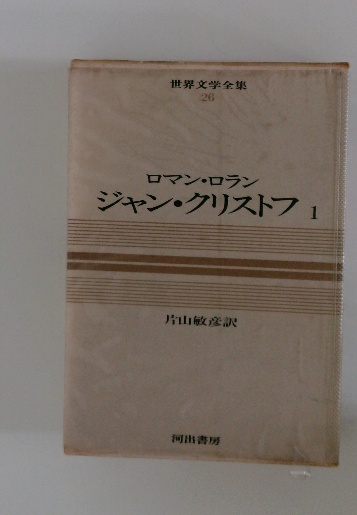 世界文学全集
26
ロマン・ロラン
ジャン・クリストフ 1
片山敏彦訳
河出書房